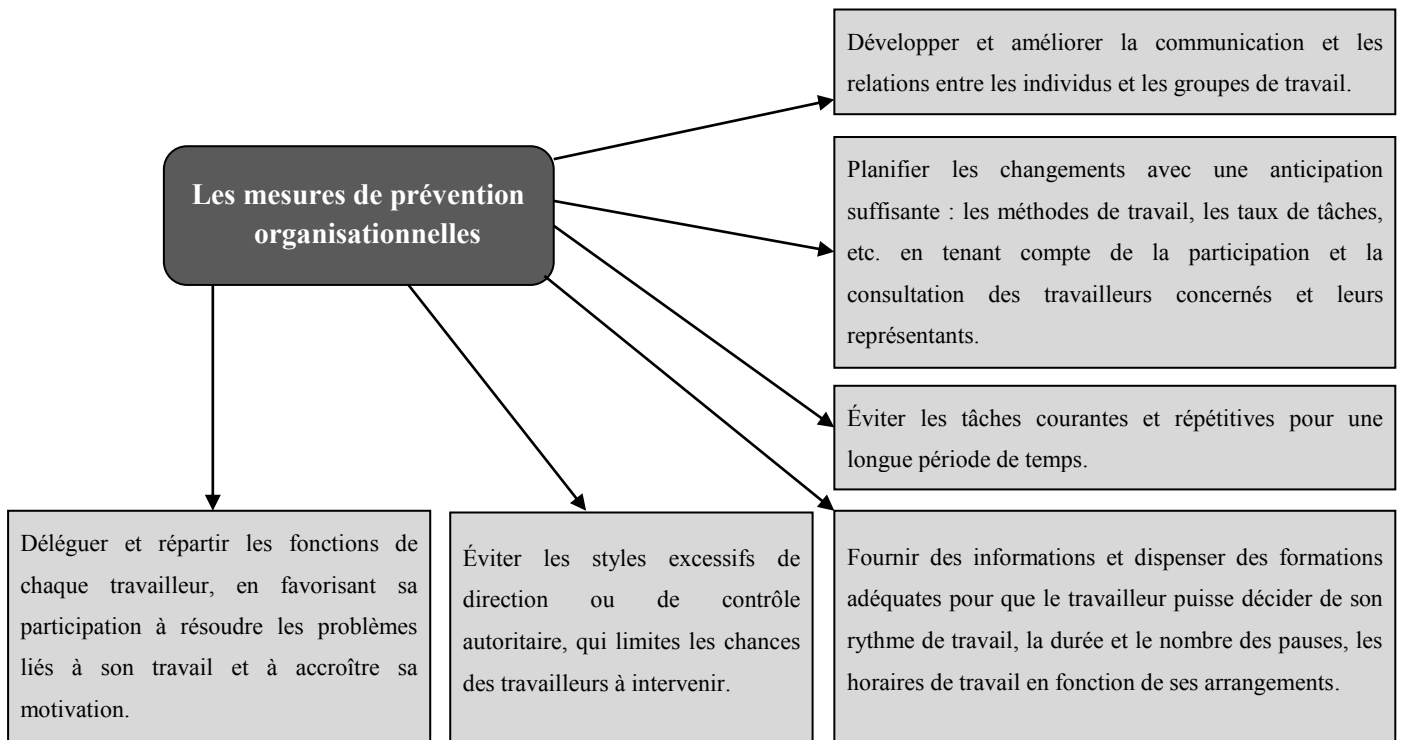 Développer et améliorer la communication et les
relations entre les individus et les groupes de travail.
Les mesures de prévention
organisationnelles
Planifier les changements avec une anticipation
suffisante : les méthodes de travail, les taux de tâches,
etc. en tenant compte de la participation et la
consultation des travailleurs concernés et leurs
représentants.
Éviter les tâches courantes et répétitives pour une
longue période de temps.
Déléguer et répartir les fonctions de
chaque travailleur, en favorisant sa
participation à résoudre les problèmes
liés à son travail et à accroître sa
motivation.
Éviter les styles excessifs de
direction ou de contrôle
autoritaire, qui limites les chances
des travailleurs à intervenir.
Fournir des informations et dispenser des formations
adéquates pour que le travailleur puisse décider de son
rythme de travail, la durée et le nombre des pauses, les
horaires de travail en fonction de ses arrangements.